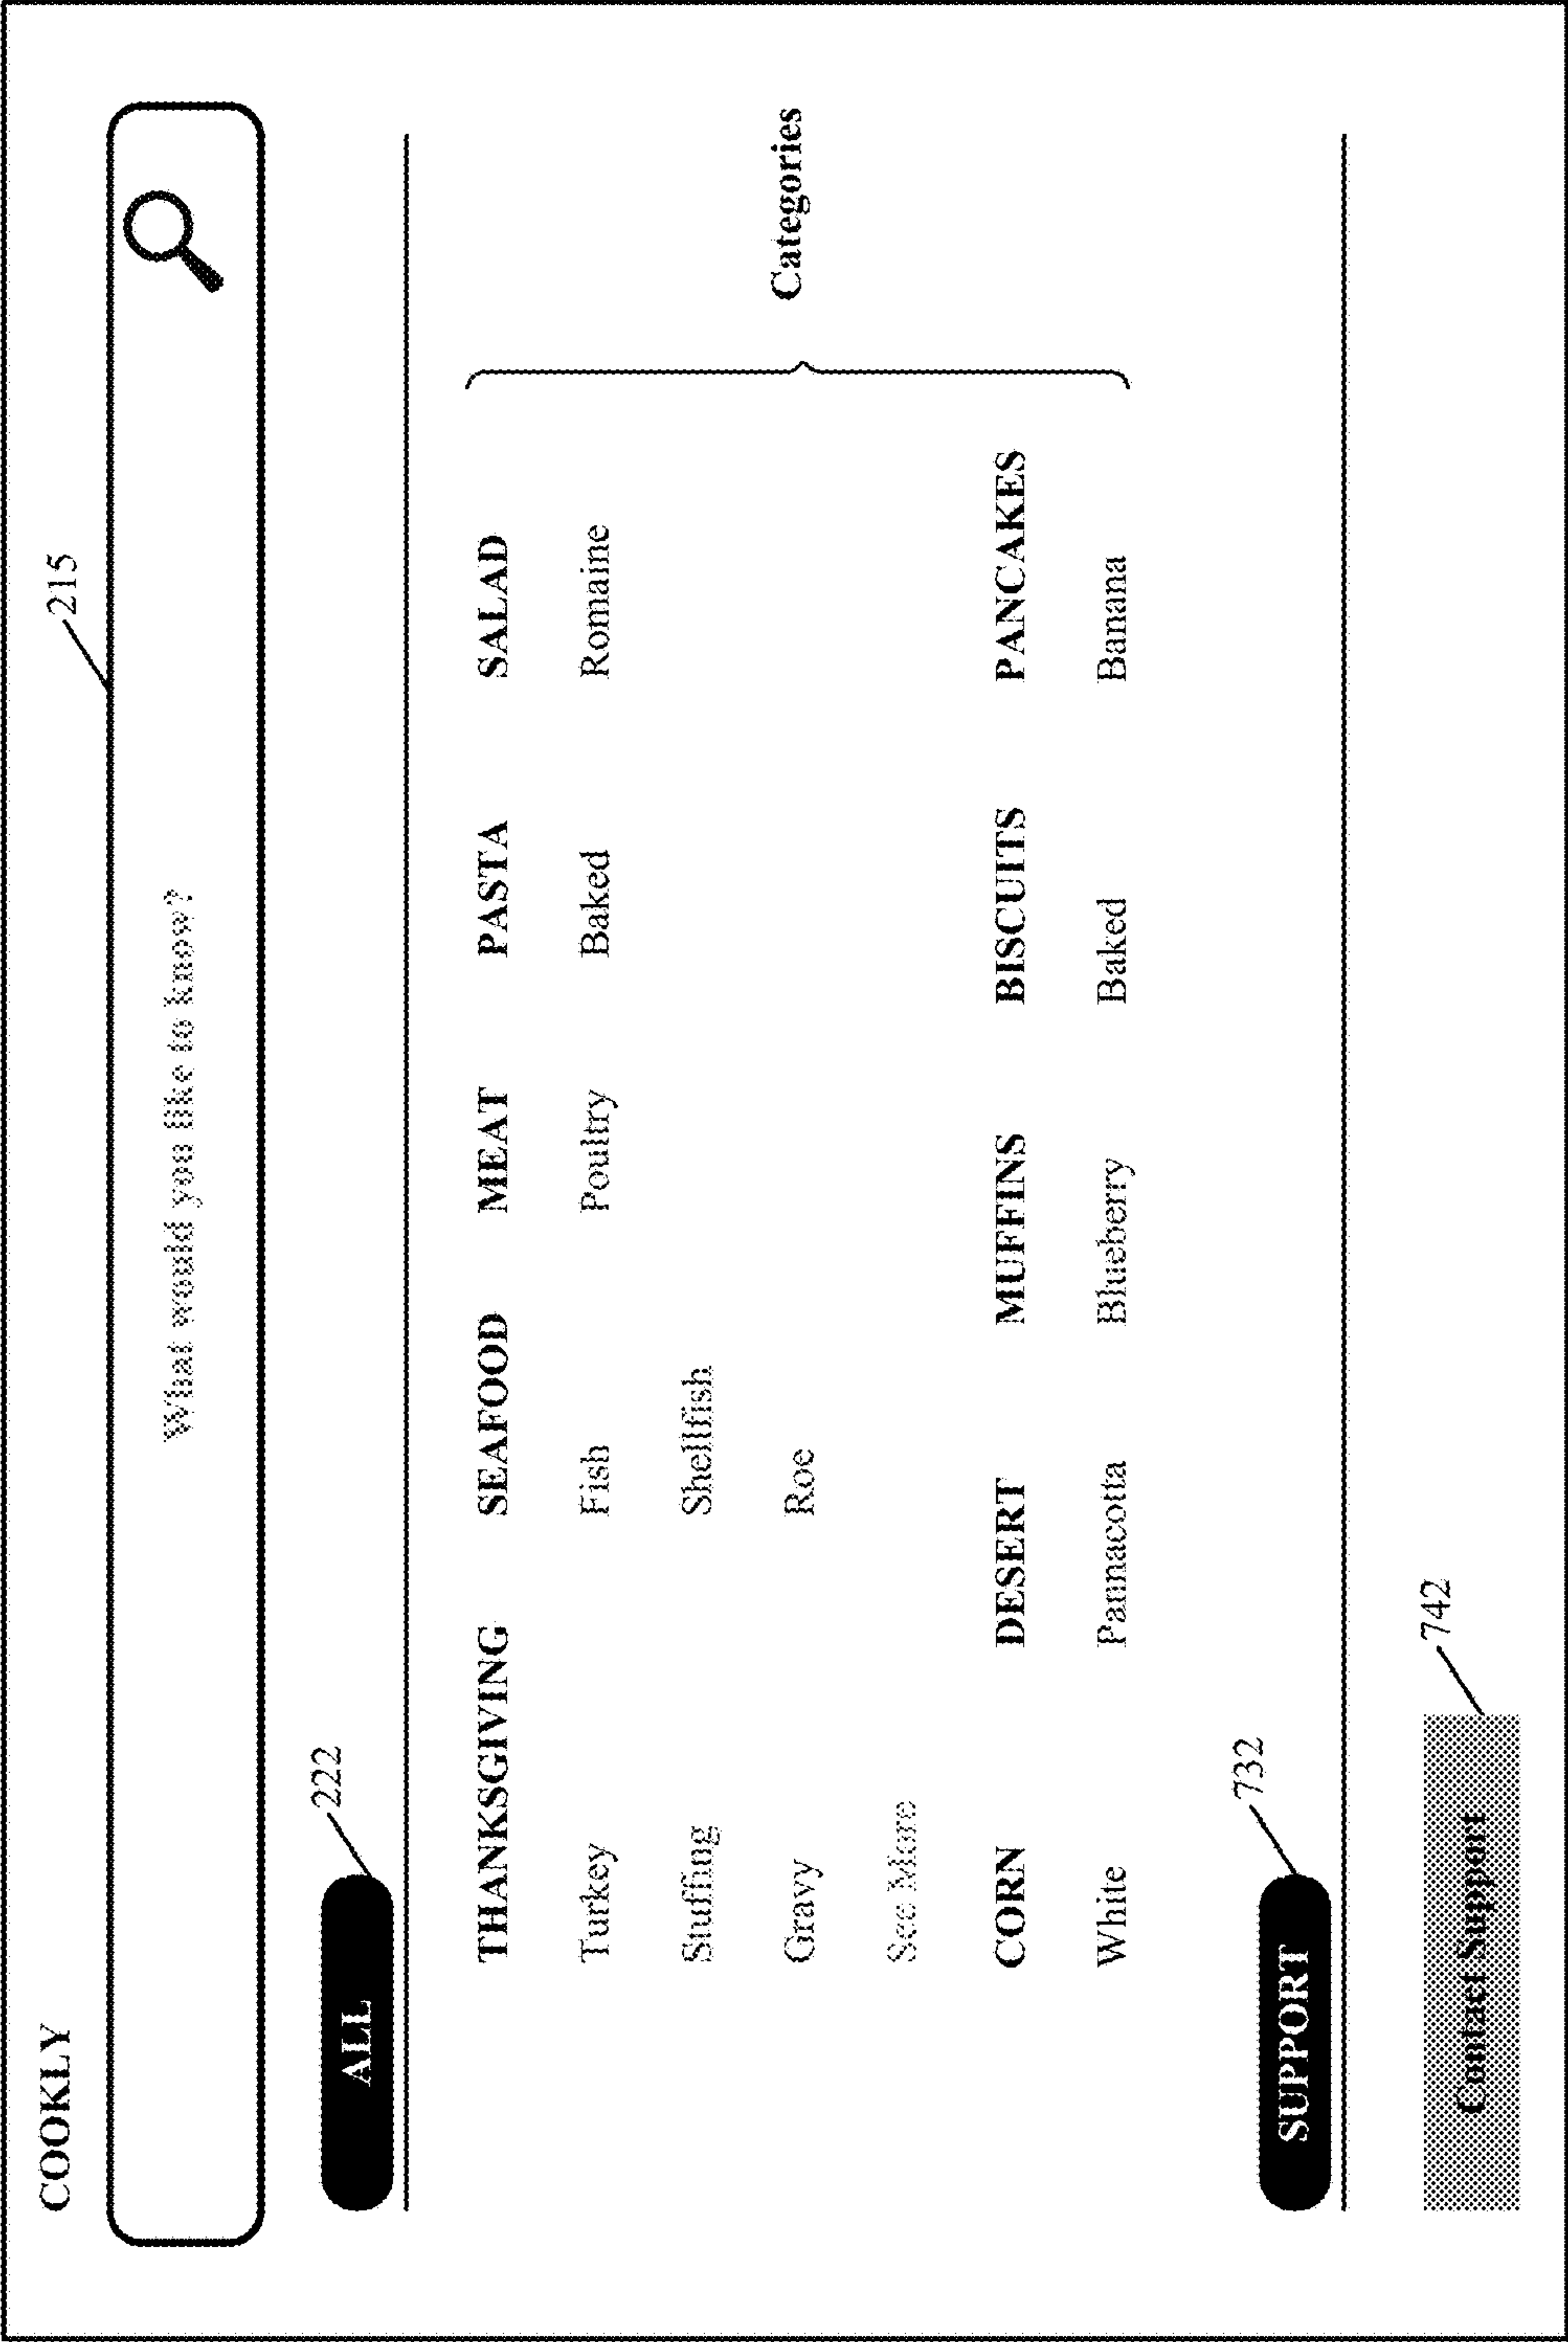 COOKLY
215
What would you like to know?
ALL
222
THANKSGIVING SEAFOOD MEAT PASTA SALAD
Turkey Fish Poultry Baked Romaine
Stuffing Shellfish
Gravy Roe
See More
Categories
CORN DESERT MUFFINS BISCUITS PANCAKES
White Pannacotta Blueberry Baked Banana
SUPPORT
732
Contact Support
742